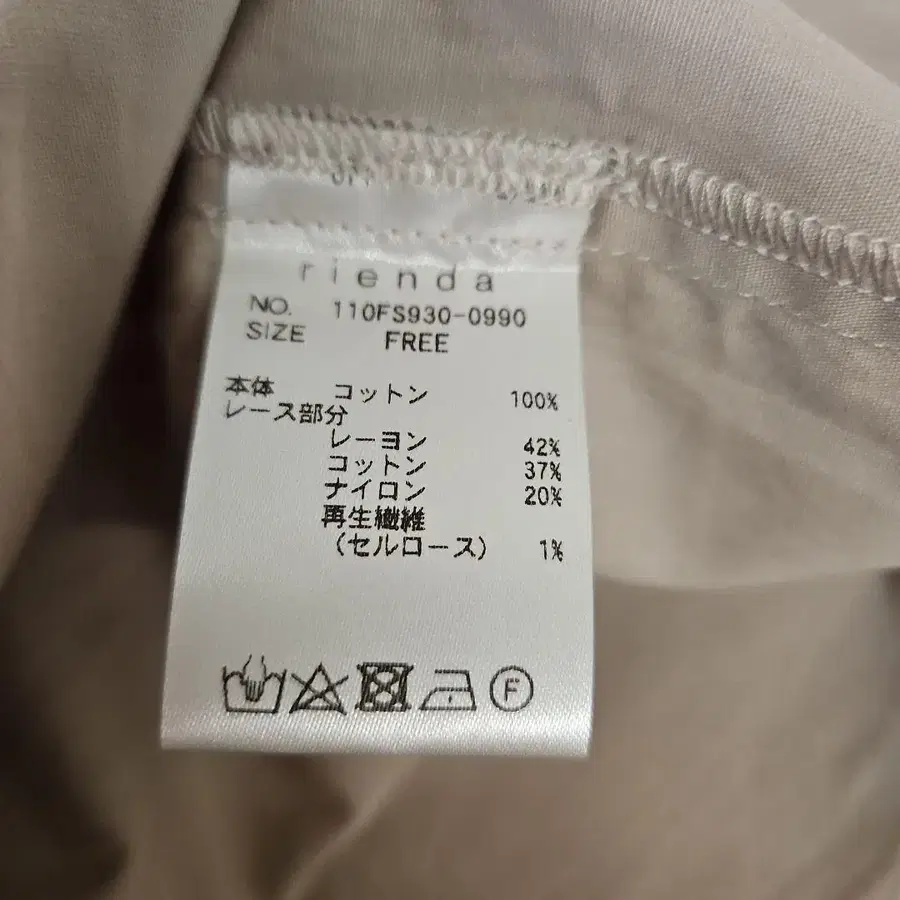 rienda
NO. 110FS930-0990
SIZE FREE
本体 コットン 100%
レース部分
レーヨン 42%
コットン 37%
ナイロン 20%
再生繊維
(セルロース) 1%
F